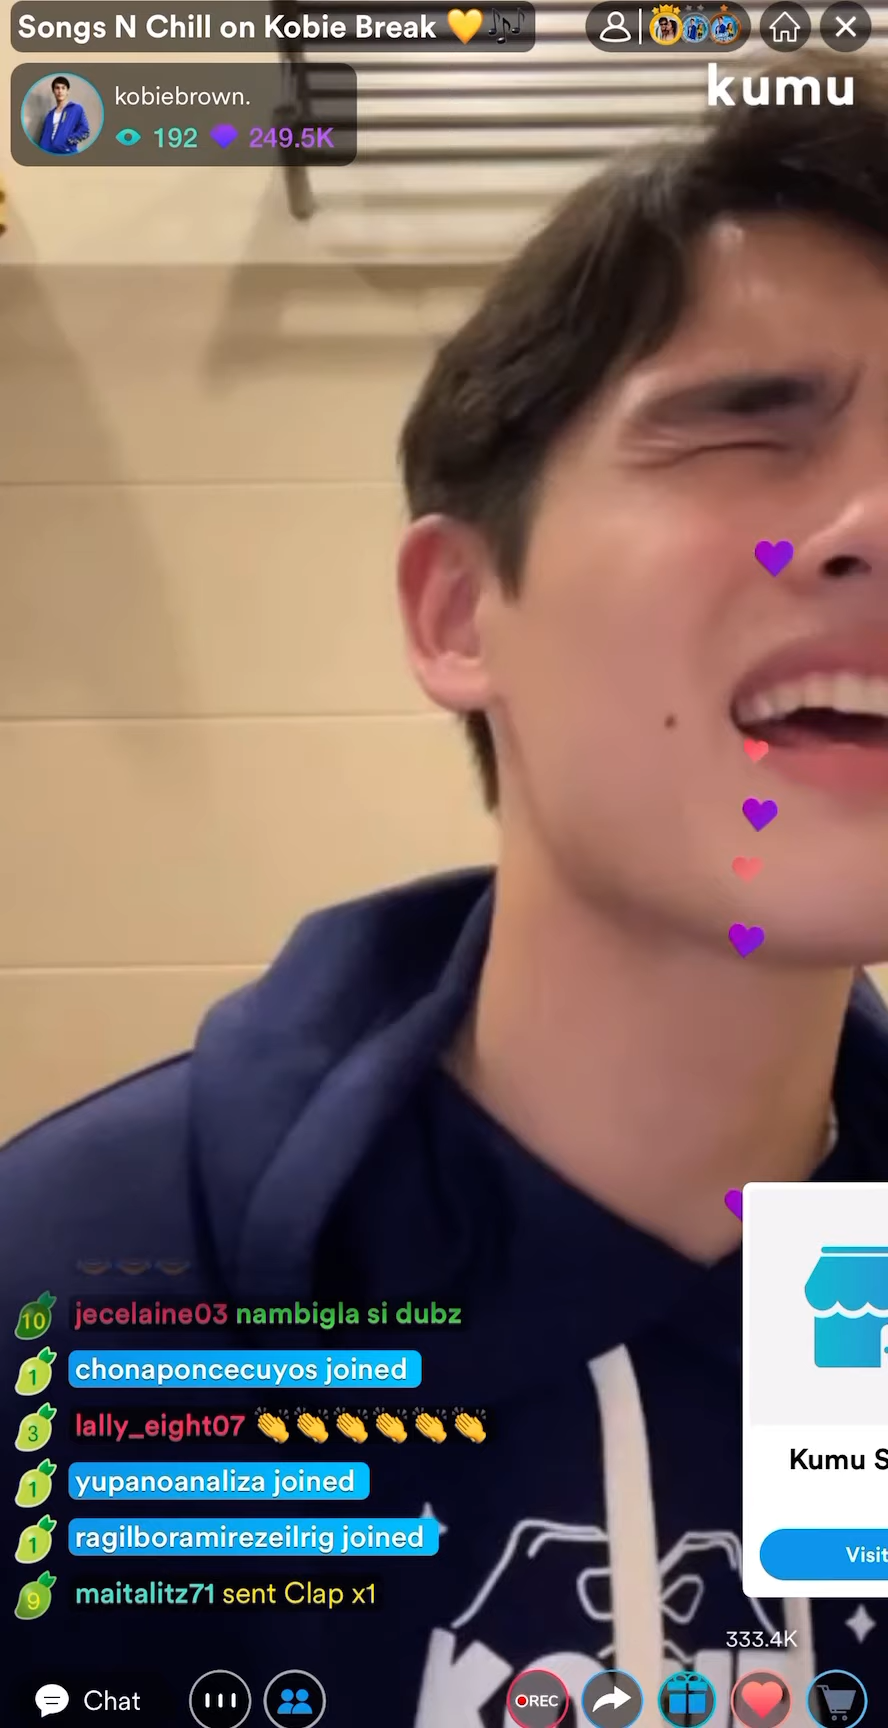 Songs N Chill on Kobie Break 💛🎶
kobiebrown.
192 249.5K
kumu
10 jecelaine03 nambigla si dubz
1 chonaponcecuyos joined
3 lally_eight07 👏👏👏👏👏👏
1 yupanoanaliza joined
1 ragilboramirezeilrig joined
9 maitalitz71 sent Clap x1
Kumu S
Visit
333.4K
Chat
REC